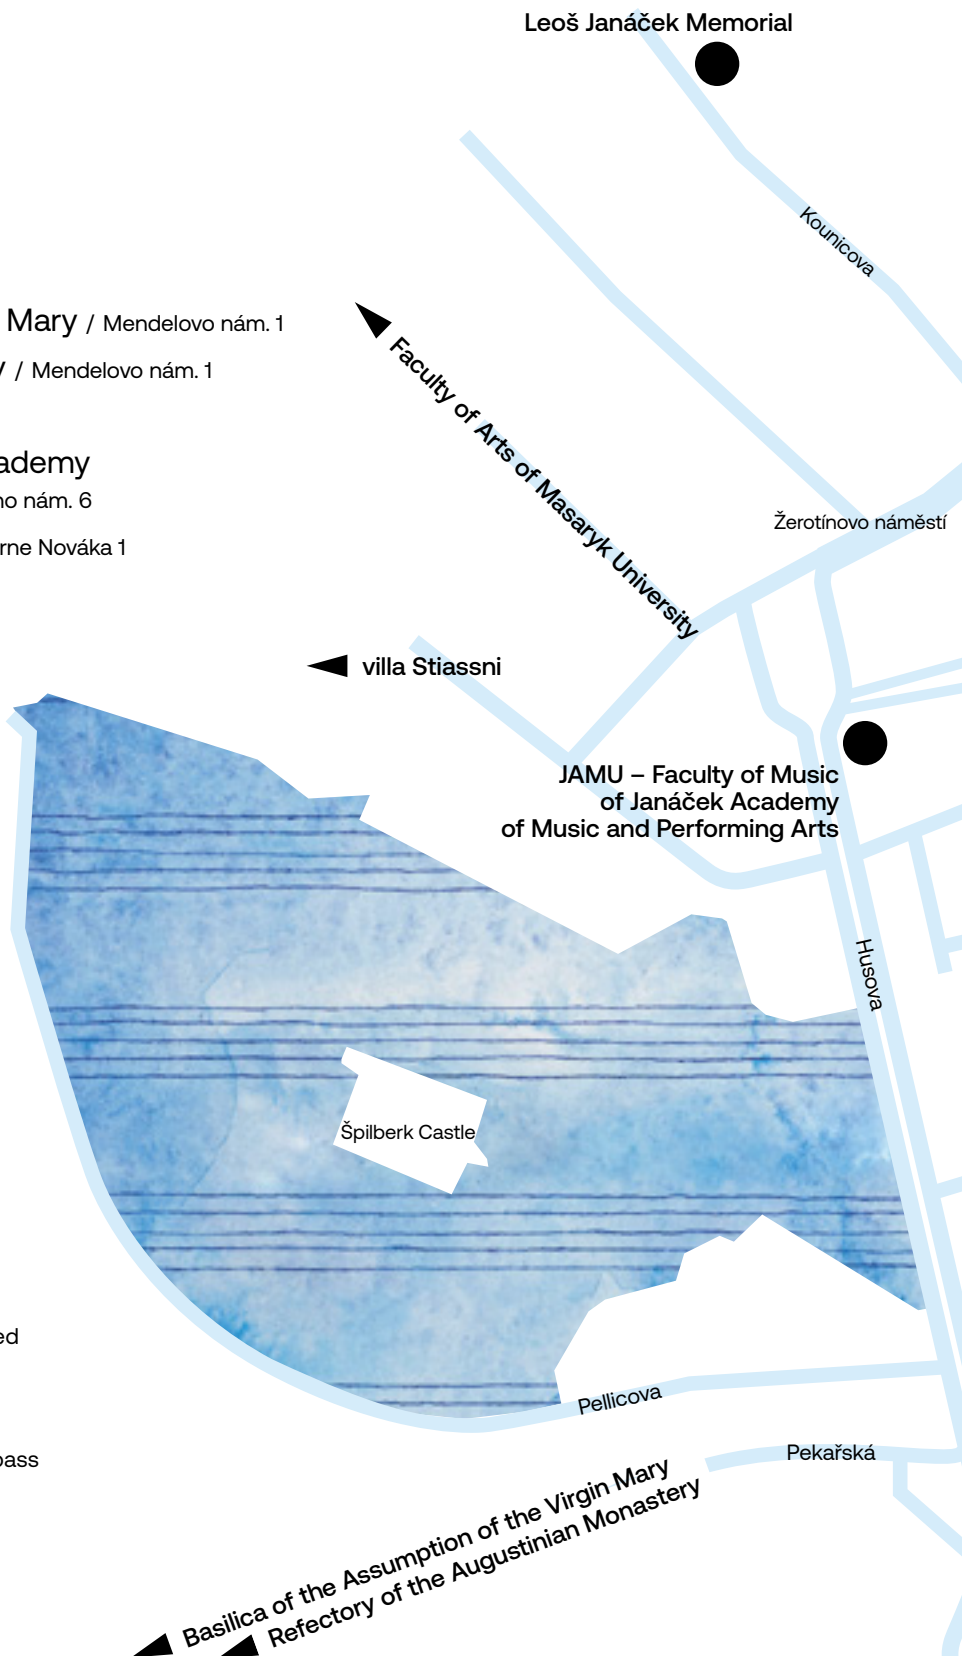 Leoš Janáček Memorial
Kounicova
Mary / Mendelovo nám. 1
/ Mendelovo nám. 1
Faculty of Arts of Masaryk University
ademy
no nám. 6
Žerotínovo náměstí
rne Nováka 1
villa Stiassni
JAMU – Faculty of Music
of Janáček Academy
of Music and Performing Arts
Husova
Špilberk Castle
ed
Pellicova
pass
Pekařská
Basilica of the Assumption of the Virgin Mary
Refectory of the Augustinian Monastery